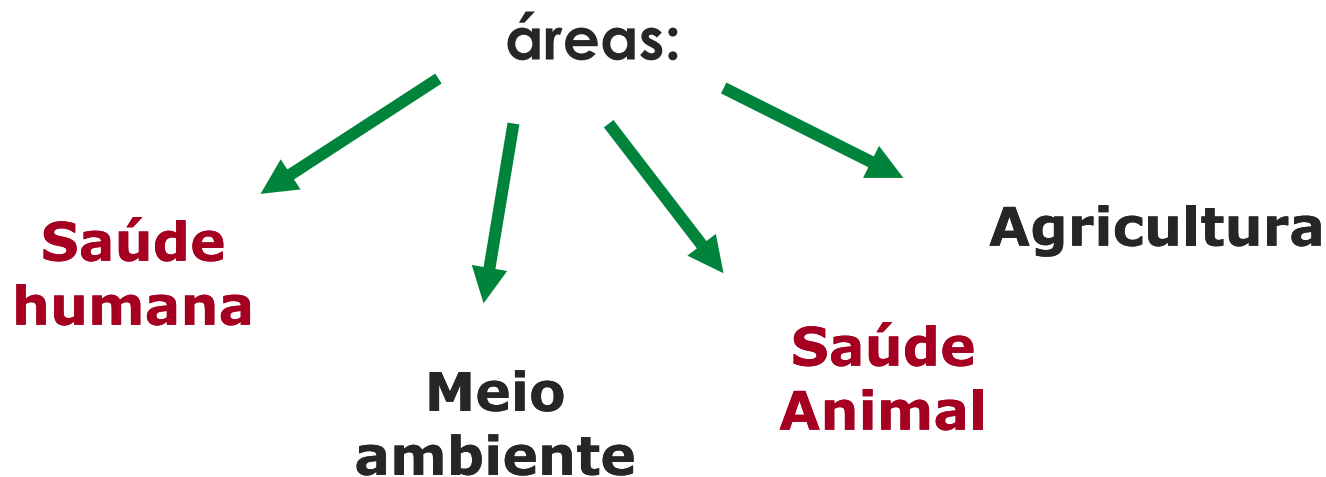 áreas:
Saúde
humana
Meio
ambiente
Saúde
Animal
Agricultura